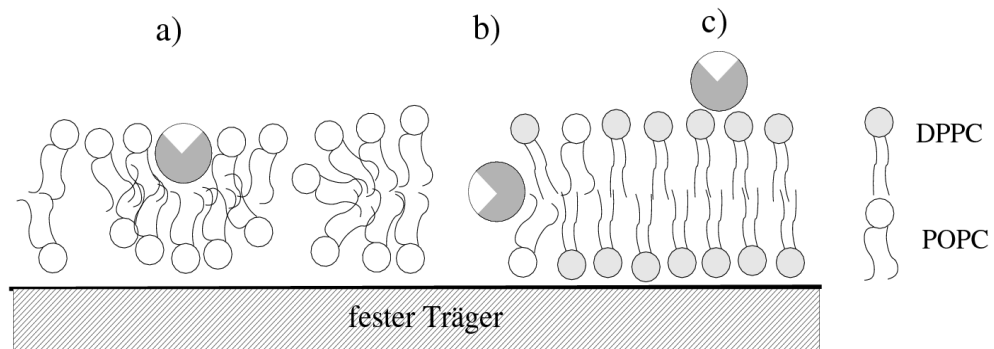 a)
b)
c)
DPPC
POPC
fester Träger